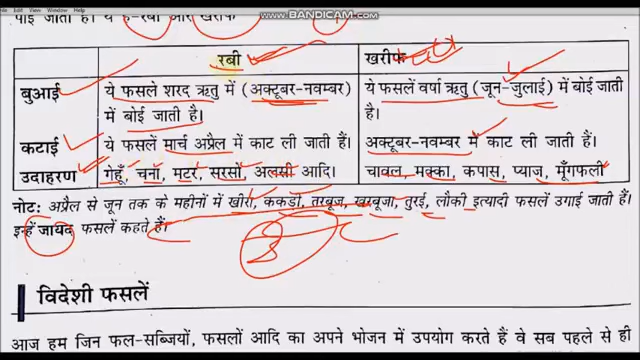 View Window Help
www.BANDICAM.com
पाई जाती हैं। ये है-रबी और खरीफ
रबी खरीफ
बुआई ये फसलें शरद ऋतु में (अक्टूबर-नवम्बर) ये फसलें वर्षा ऋतु (जून-जुलाई) में बोई जाती
में बोई जाती है। है।
कटाई ये फसलें मार्च अप्रैल में काट ली जाती हैं। अक्टूबर-नवम्बर में काट ली जाती हैं।
उदाहरण गेहूँ, चना, मटर, सरसों, अलसी आदि। चावल, मक्का, कपास, प्याज, मूँगफली
नोटः अप्रैल से जून तक के महीनों में खीरा, ककड़ी, तरबूज, खरबूजा, तुरई, लौकी इत्यादी फसलें उगाई जाती हैं।
इन्हें जायद फसलें कहते हैं।
विदेशी फसलें
आज हम जिन फल-सब्जियों, फसलों आदि का अपने भोजन में उपयोग करते हैं वे सब पहले से ही